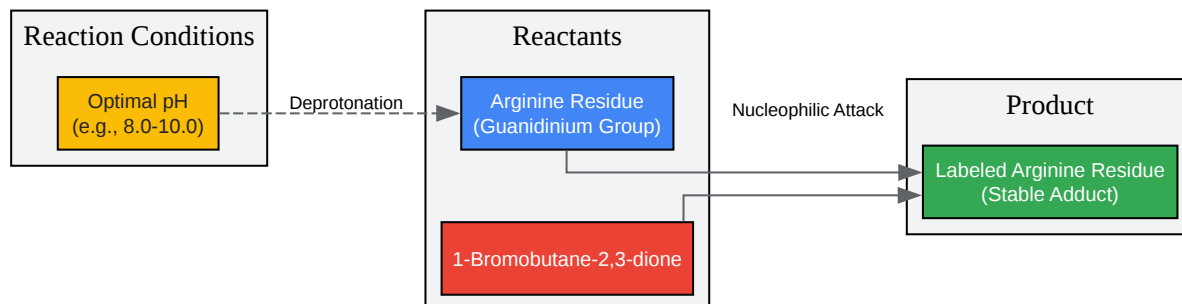 Reaction Conditions
Optimal pH
(e.g., 8.0-10.0)
Deprotonation
Reactants
Arginine Residue
(Guanidinium Group)
1-Bromobutane-2,3-dione
Nucleophilic Attack
Product
Labeled Arginine Residue
(Stable Adduct)